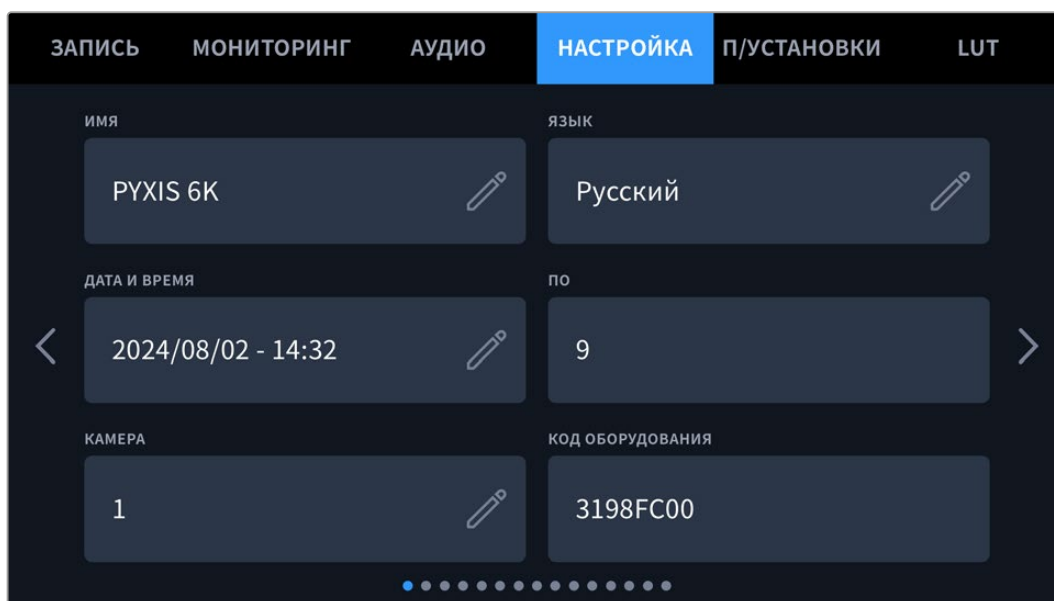 ЗАПИСЬ МОНИТОРИНГ АУДИО НАСТРОЙКА П/УСТАНОВКИ LUT
ИМЯ ЯЗЫК
PYXIS 6K Русский
ДАТА И ВРЕМЯ ПО
2024/08/02 - 14:32 9
КАМЕРА КОД ОБОРУДОВАНИЯ
1 3198FC00